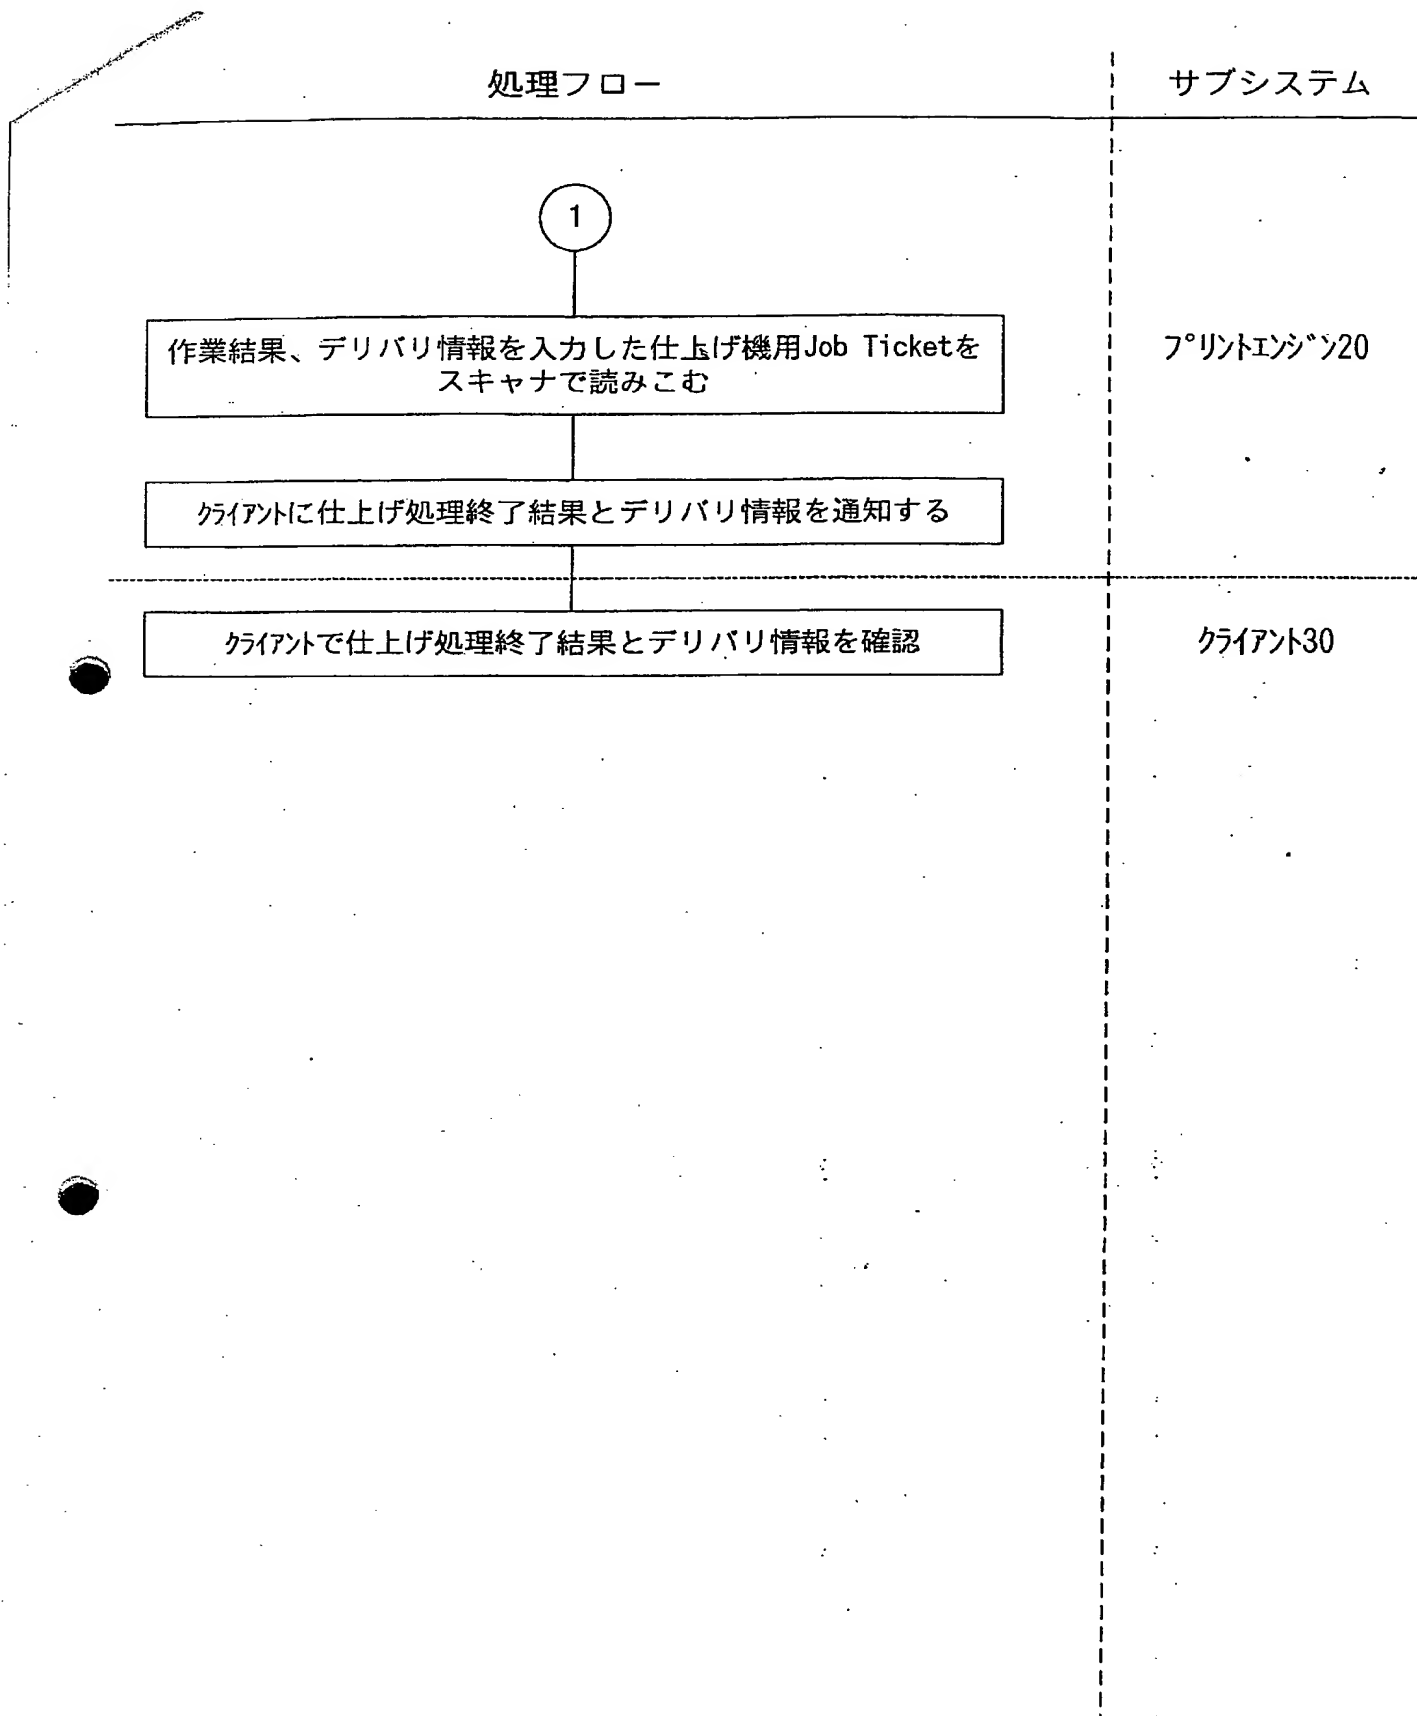 処理フロー
サブシステム
1
作業結果、デリバリ情報を入力した仕上げ機用Job Ticketを
スキャナで読みこむ
ﾌﾟﾘﾝﾄｴﾝｼﾞﾝ20
ｸﾗｲｱﾝﾄに仕上げ処理終了結果とデリバリ情報を通知する
ｸﾗｲｱﾝﾄで仕上げ処理終了結果とデリバリ情報を確認
ｸﾗｲｱﾝﾄ30